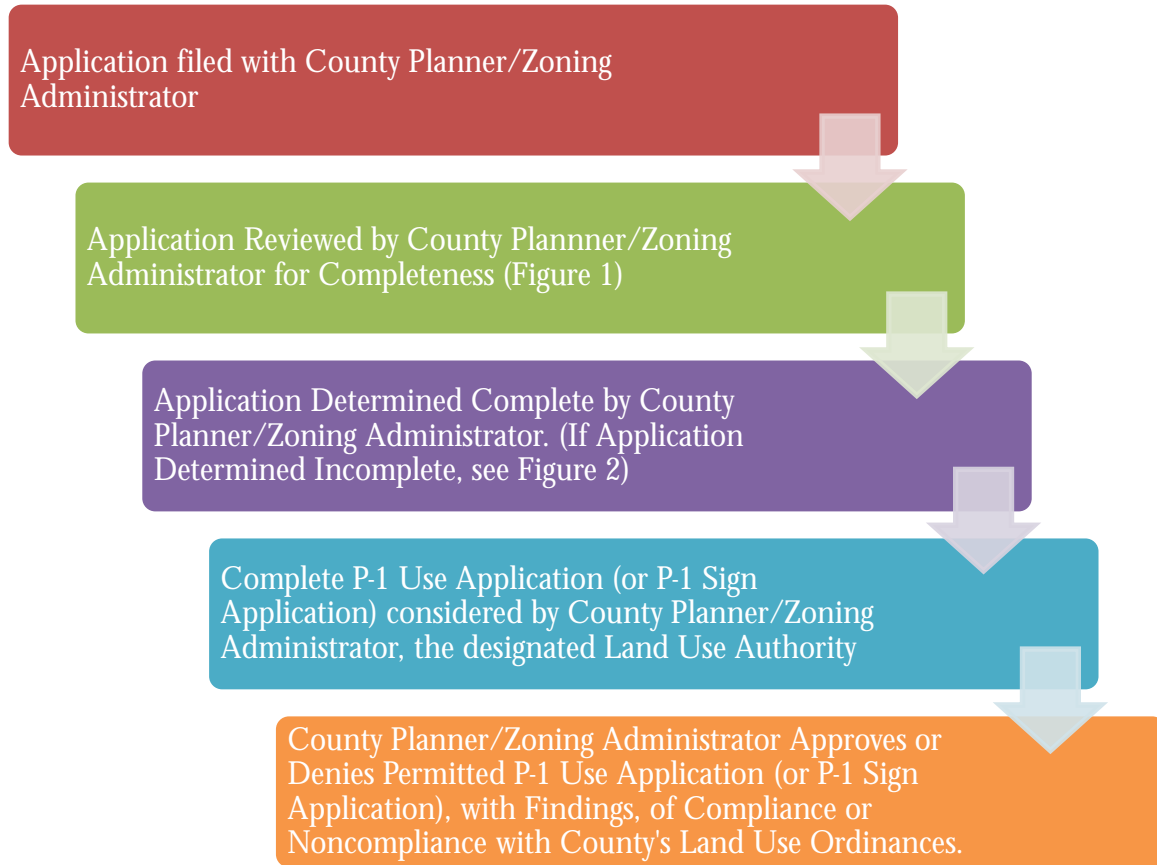 Application filed with County Planner/Zoning
Administrator
Application Reviewed by County Plannner/Zoning
Administrator for Completeness (Figure 1)
Application Determined Complete by County
Planner/Zoning Administrator. (If Application
Determined Incomplete, see Figure 2)
Complete P-1 Use Application (or P-1 Sign
Application) considered by County Planner/Zoning
Administrator, the designated Land Use Authority
County Planner/Zoning Administrator Approves or
Denies Permitted P-1 Use Application (or P-1 Sign
Application), with Findings, of Compliance or
Noncompliance with County's Land Use Ordinances.